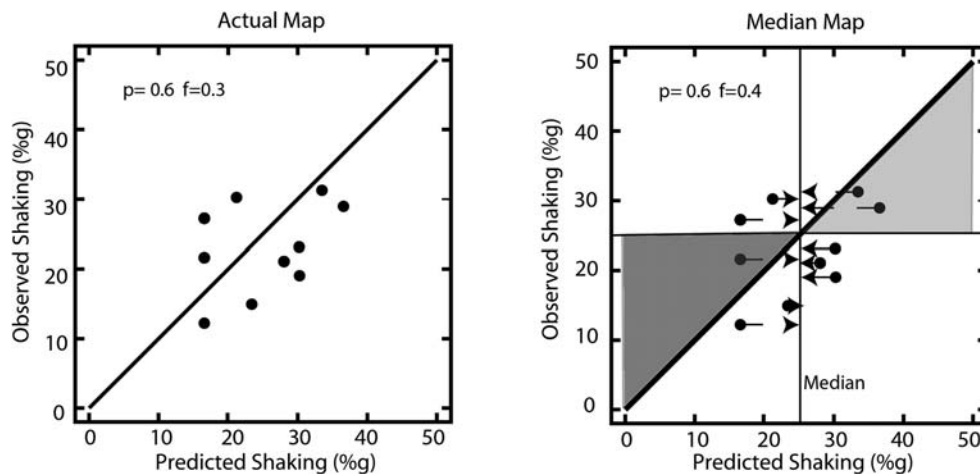 Actual Map
p= 0.6 f=0.3
Observed Shaking (%g)
50
40
30
20
10
0
0 10 20 30 40 50
Predicted Shaking (%g)
Median Map
p= 0.6 f=0.4
Observed Shaking (%g)
50
40
30
20
10
0
Median
0 10 20 30 40 50
Predicted Shaking (%g)